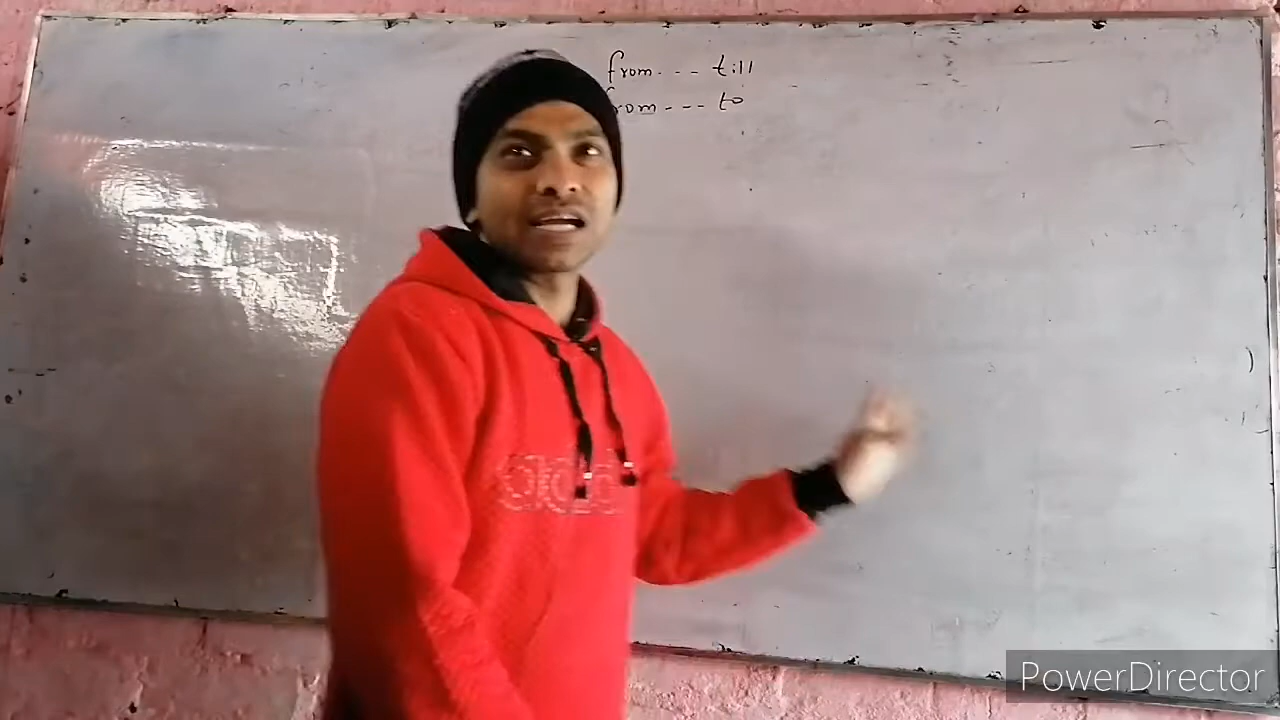 from --- till
from --- to
PowerDirector